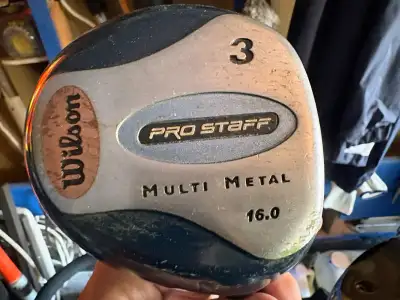 3
Wilson
PRO STAFF
MULTI METAL
16.0